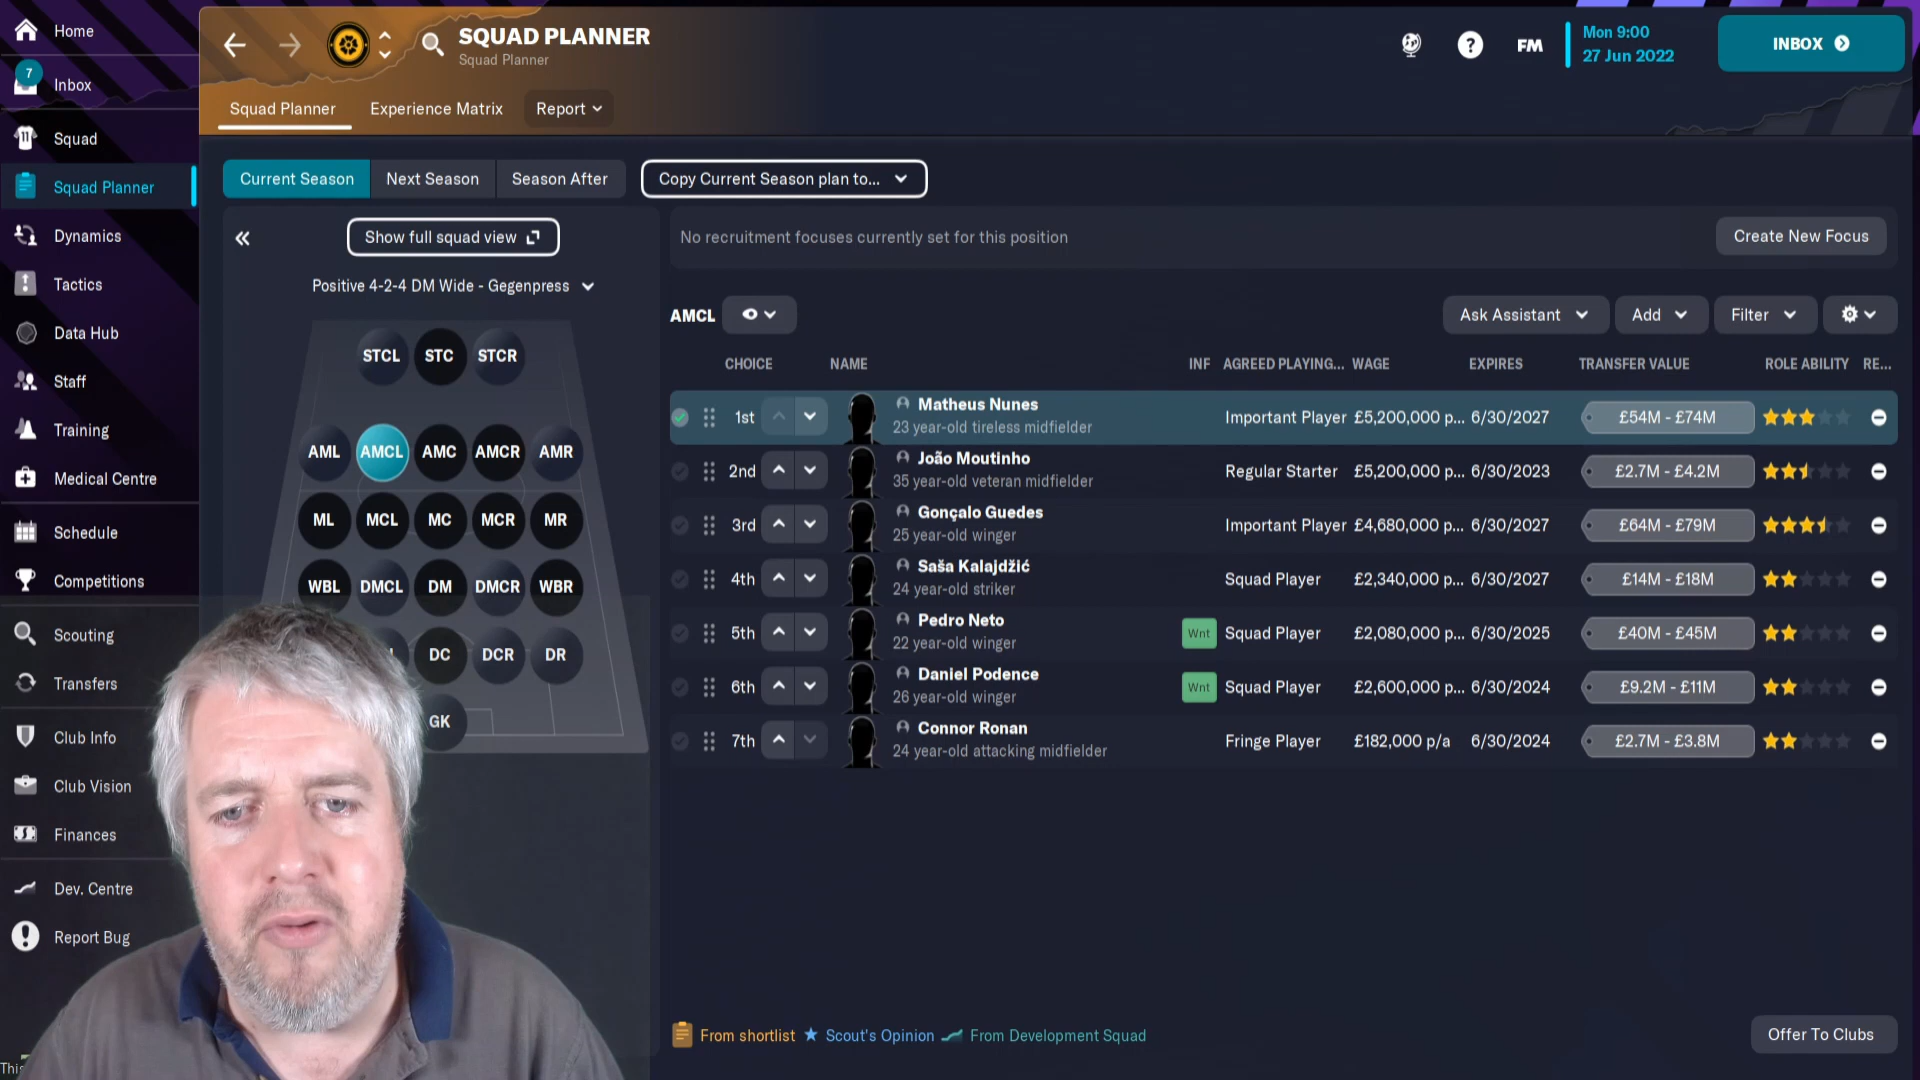 Home
7
Inbox
Squad
Squad Planner
Dynamics
Tactics
Data Hub
Staff
Training
Medical Centre
Schedule
Competitions
Scouting
Transfers
Club Info
Club Vision
Finances
Dev. Centre
Report Bug
SQUAD PLANNER
Squad Planner
FM
Mon 9:00
27 Jun 2022
INBOX
Squad Planner
Experience Matrix
Report
Current Season
Next Season
Season After
Copy Current Season plan to...
Show full squad view
Positive 4-2-4 DM Wide - Gegenpress
STCL STC STCR
AML AMCL AMC AMCR AMR
ML MCL MC MCR MR
WBL DMCL DM DMCR WBR
DC DCR DR
GK
No recruitment focuses currently set for this position
Create New Focus
AMCL
Ask Assistant
Add
Filter
CHOICE NAME INF AGREED PLAYING... WAGE EXPIRES TRANSFER VALUE ROLE ABILITY RE...
1st Matheus Nunes Important Player £5,200,000 p... 6/30/2027 £54M - £74M
23 year-old tireless midfielder
2nd João Moutinho Regular Starter £5,200,000 p... 6/30/2023 £2.7M - £4.2M
35 year-old veteran midfielder
3rd Gonçalo Guedes Important Player £4,680,000 p... 6/30/2027 £64M - £79M
25 year-old winger
4th Saša Kalajdžić Squad Player £2,340,000 p... 6/30/2027 £14M - £18M
24 year-old striker
5th Pedro Neto Wnt Squad Player £2,080,000 p... 6/30/2025 £40M - £45M
22 year-old winger
6th Daniel Podence Wnt Squad Player £2,600,000 p... 6/30/2024 £9.2M - £11M
26 year-old winger
7th Connor Ronan Fringe Player £182,000 p/a 6/30/2024 £2.7M - £3.8M
24 year-old attacking midfielder
From shortlist Scout's Opinion From Development Squad
Offer To Clubs